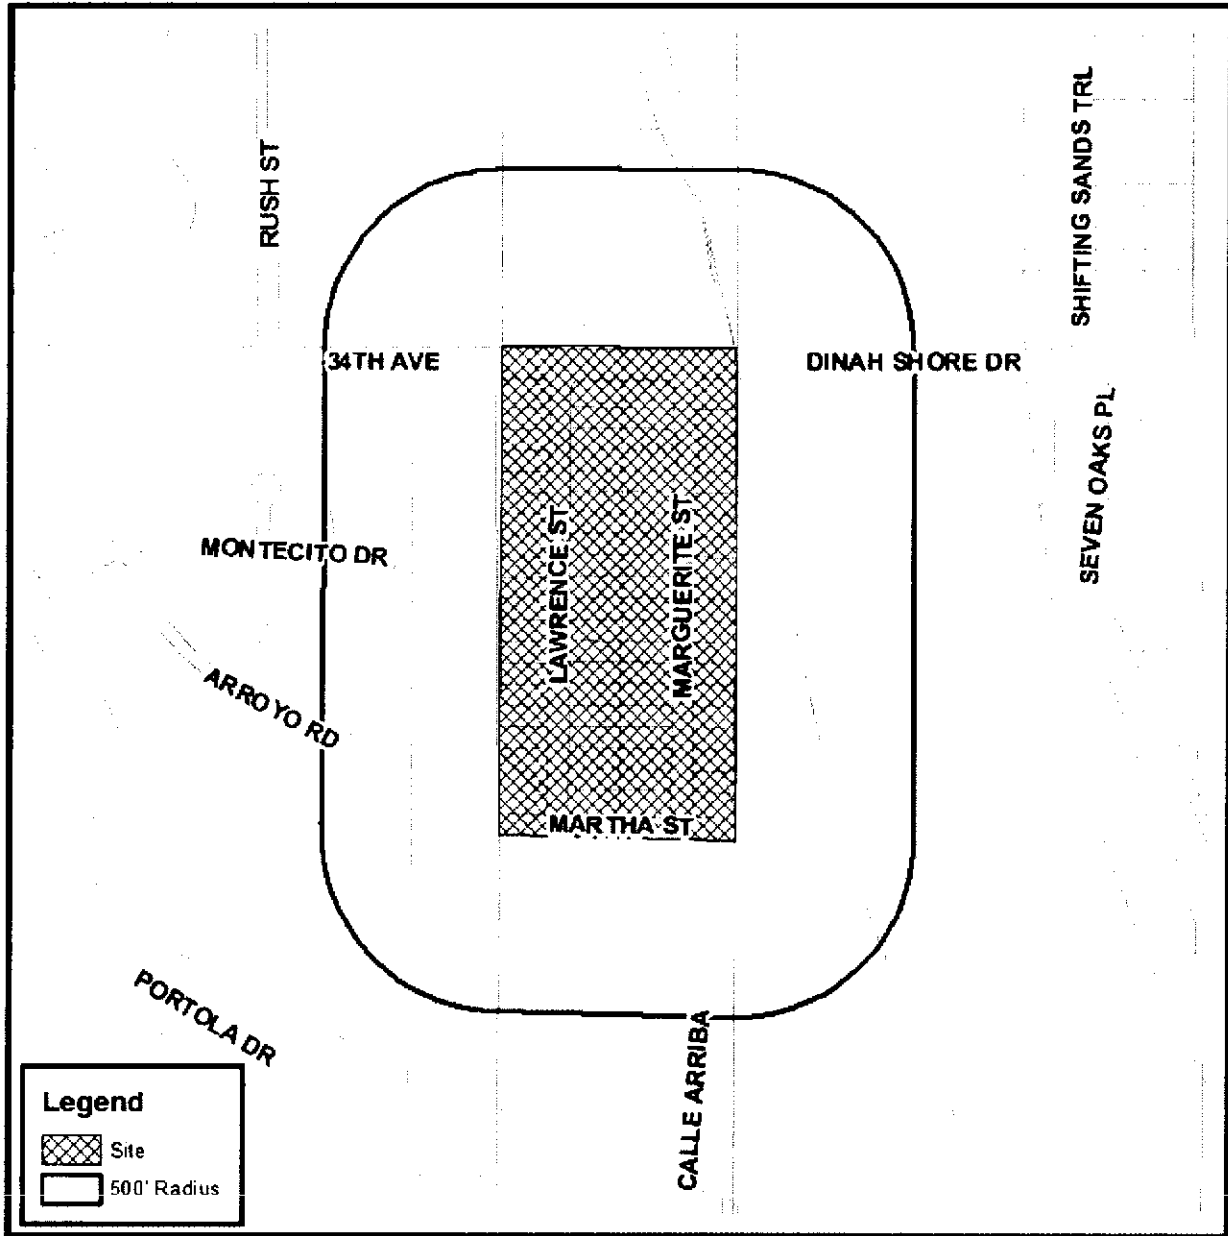 RUSH ST
SHIFTING SANDS TRL
34TH AVE
DINAH SHORE DR
SEVEN OAKS PL
MONTECITO DR
LAWRENCE ST
MARGUERITE ST
ARROYO RD
MARTHA ST
PORTOLA DR
CALLE ARRIBA
Legend
Site
500' Radius